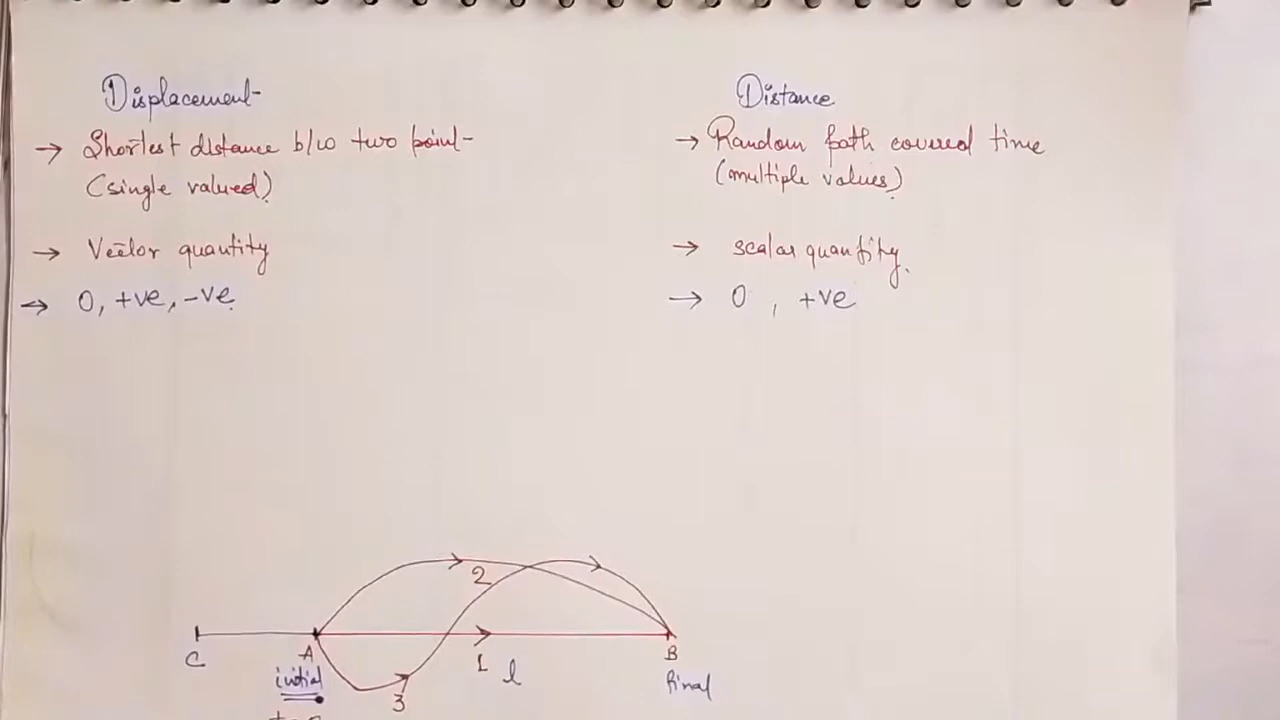 Displacement
→ Shortest distance b/w two point
(single valued)
→ Vector quantity
→ 0, +ve, -ve
Distance
→ Random path covered time
(multiple values)
→ scalar quantity.
→ 0, +ve
2
C
A
1 l
B
initial
final
3